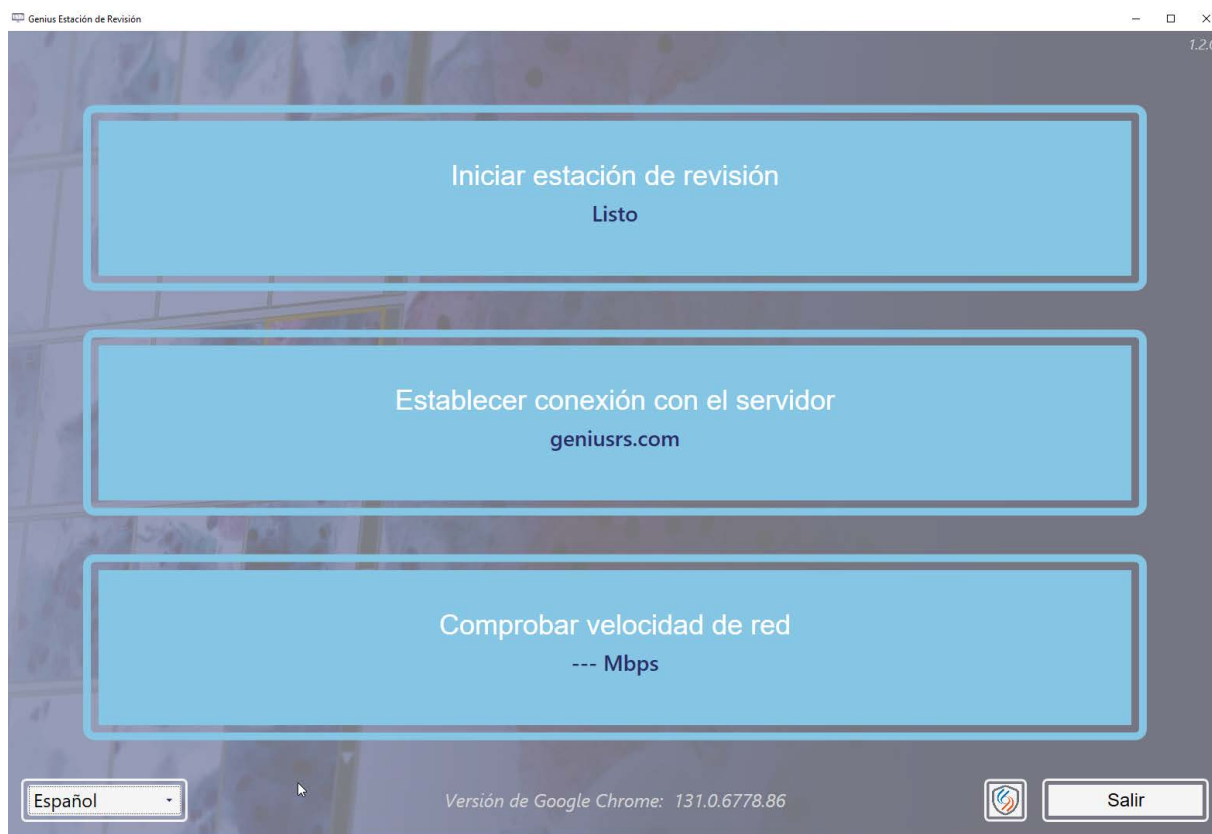 Genius Estación de Revisión
Iniciar estación de revisión
Listo
Establecer conexión con el servidor
geniusrs.com
Comprobar velocidad de red
--- Mbps
Español
Versión de Google Chrome: 131.0.6778.86
Salir